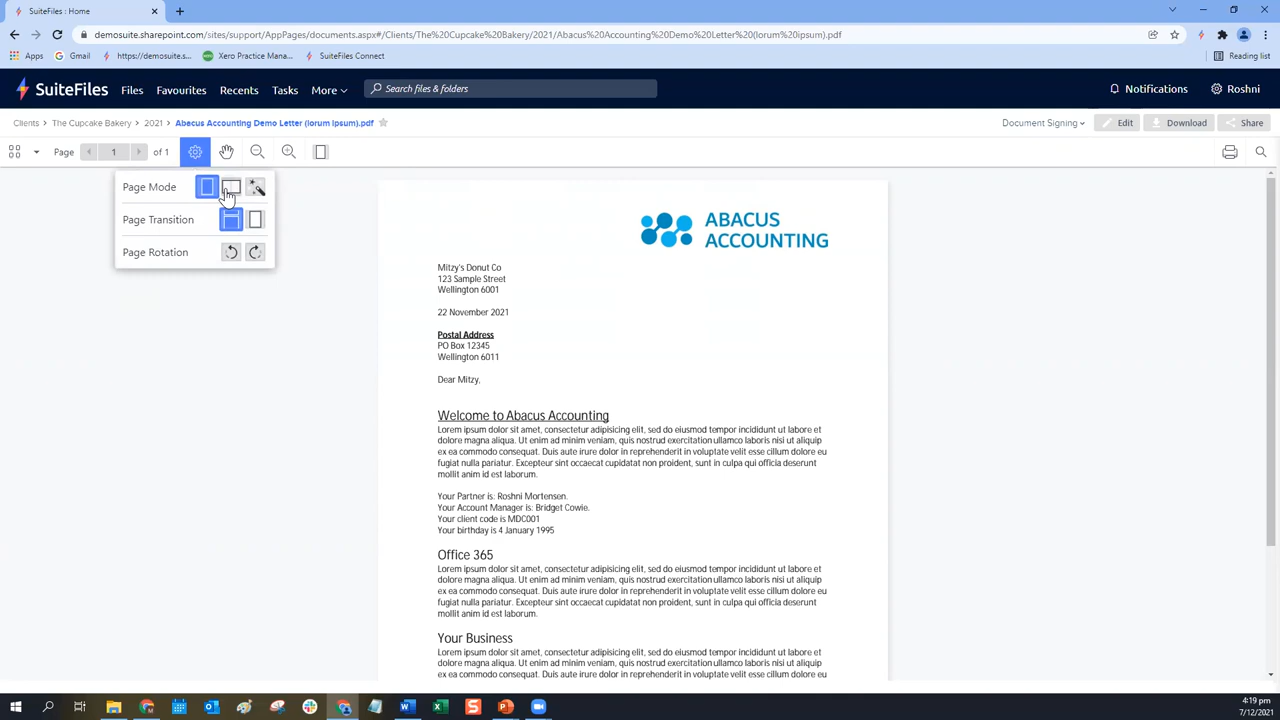 SuiteFiles
demosuite.sharepoint.com/sites/support/AppPages/documents.aspx#/Clients/The%20Cupcake%20Bakery/2021/Abacus%20Accounting%20Demo%20Letter%20(lorum%20ipsum).pdf
Apps Gmail https://demosuite.s... Xero Practice Mana... SuiteFiles Connect Reading list
SuiteFiles Files Favourites Recents Tasks More Search files & folders Notifications Roshni
Clients > The Cupcake Bakery > 2021 > Abacus Accounting Demo Letter (lorum ipsum).pdf Document Signing Edit Download Share
Page 1 of 1
Page Mode
Page Transition
Page Rotation
ABACUS
ACCOUNTING
Mitzy's Donut Co
123 Sample Street
Wellington 6001
22 November 2021
Postal Address
PO Box 12345
Wellington 6011
Dear Mitzy,
Welcome to Abacus Accounting
Lorem ipsum dolor sit amet, consectetur adipisicing elit, sed do eiusmod tempor incididunt ut labore et
dolore magna aliqua. Ut enim ad minim veniam, quis nostrud exercitation ullamco laboris nisi ut aliquip
ex ea commodo consequat. Duis aute irure dolor in reprehenderit in voluptate velit esse cillum dolore eu
fugiat nulla pariatur. Excepteur sint occaecat cupidatat non proident, sunt in culpa qui officia deserunt
mollit anim id est laborum.
Your Partner is: Roshni Mortensen.
Your Account Manager is: Bridget Cowie.
Your client code is MDC001
Your birthday is 4 January 1995
Office 365
Lorem ipsum dolor sit amet, consectetur adipisicing elit, sed do eiusmod tempor incididunt ut labore et
dolore magna aliqua. Ut enim ad minim veniam, quis nostrud exercitation ullamco laboris nisi ut aliquip
ex ea commodo consequat. Duis aute irure dolor in reprehenderit in voluptate velit esse cillum dolore eu
fugiat nulla pariatur. Excepteur sint occaecat cupidatat non proident, sunt in culpa qui officia deserunt
mollit anim id est laborum.
Your Business
Lorem ipsum dolor sit amet, consectetur adipisicing elit, sed do eiusmod tempor incididunt ut labore et
dolore magna aliqua. Ut enim ad minim veniam, quis nostrud exercitation ullamco laboris nisi ut aliquip
ex ea commodo consequat. Duis aute irure dolor in reprehenderit in voluptate velit esse cillum dolore eu
4:19 pm
7/12/2021